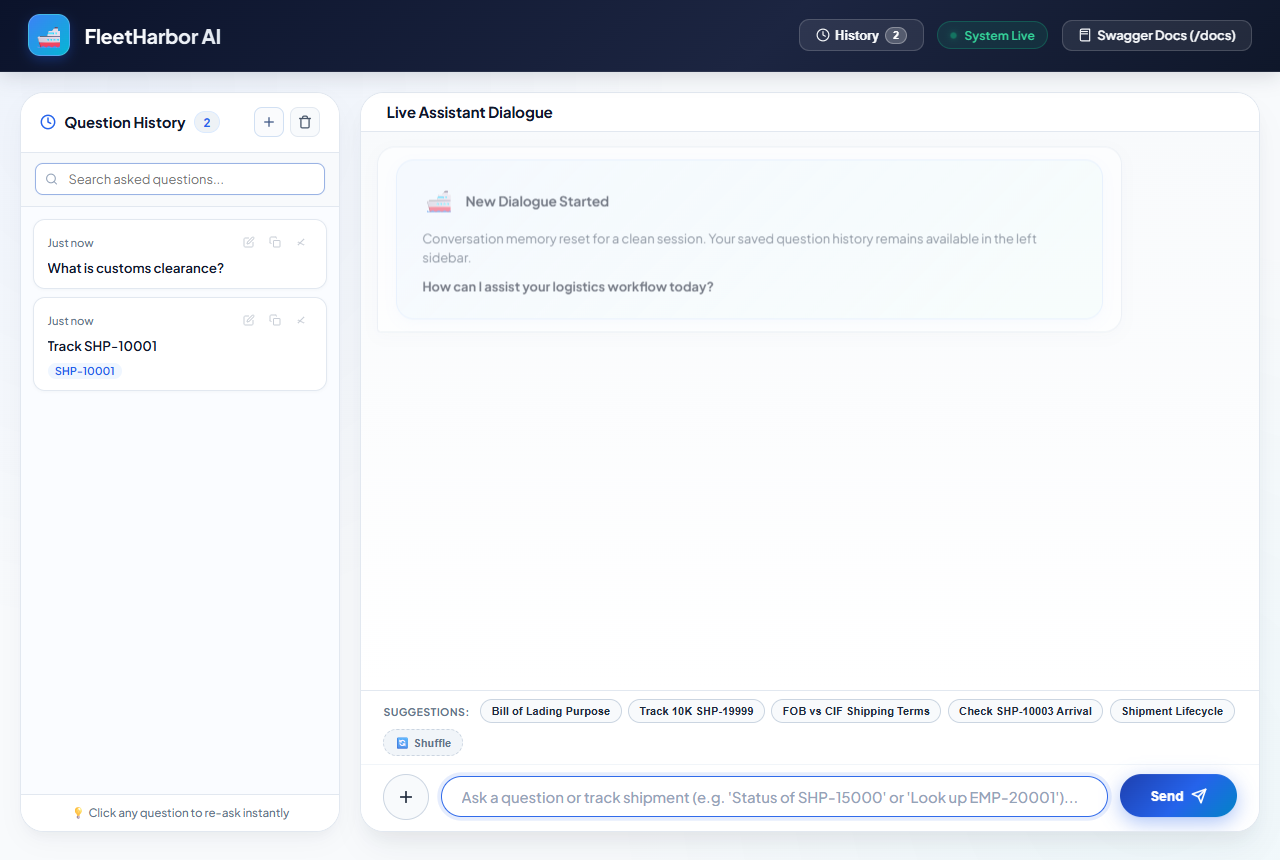 FleetHarbor AI
History 2
System Live
Swagger Docs (/docs)
Question History 2
Search asked questions...
Just now
What is customs clearance?
Just now
Track SHP-10001
SHP-10001
💡 Click any question to re-ask instantly
Live Assistant Dialogue
New Dialogue Started
Conversation memory reset for a clean session. Your saved question history remains available in the left
sidebar.
How can I assist your logistics workflow today?
SUGGESTIONS: Bill of Lading Purpose Track 10K SHP-19999 FOB vs CIF Shipping Terms Check SHP-10003 Arrival Shipment Lifecycle
Shuffle
Ask a question or track shipment (e.g. 'Status of SHP-15000' or 'Look up EMP-20001')...
Send